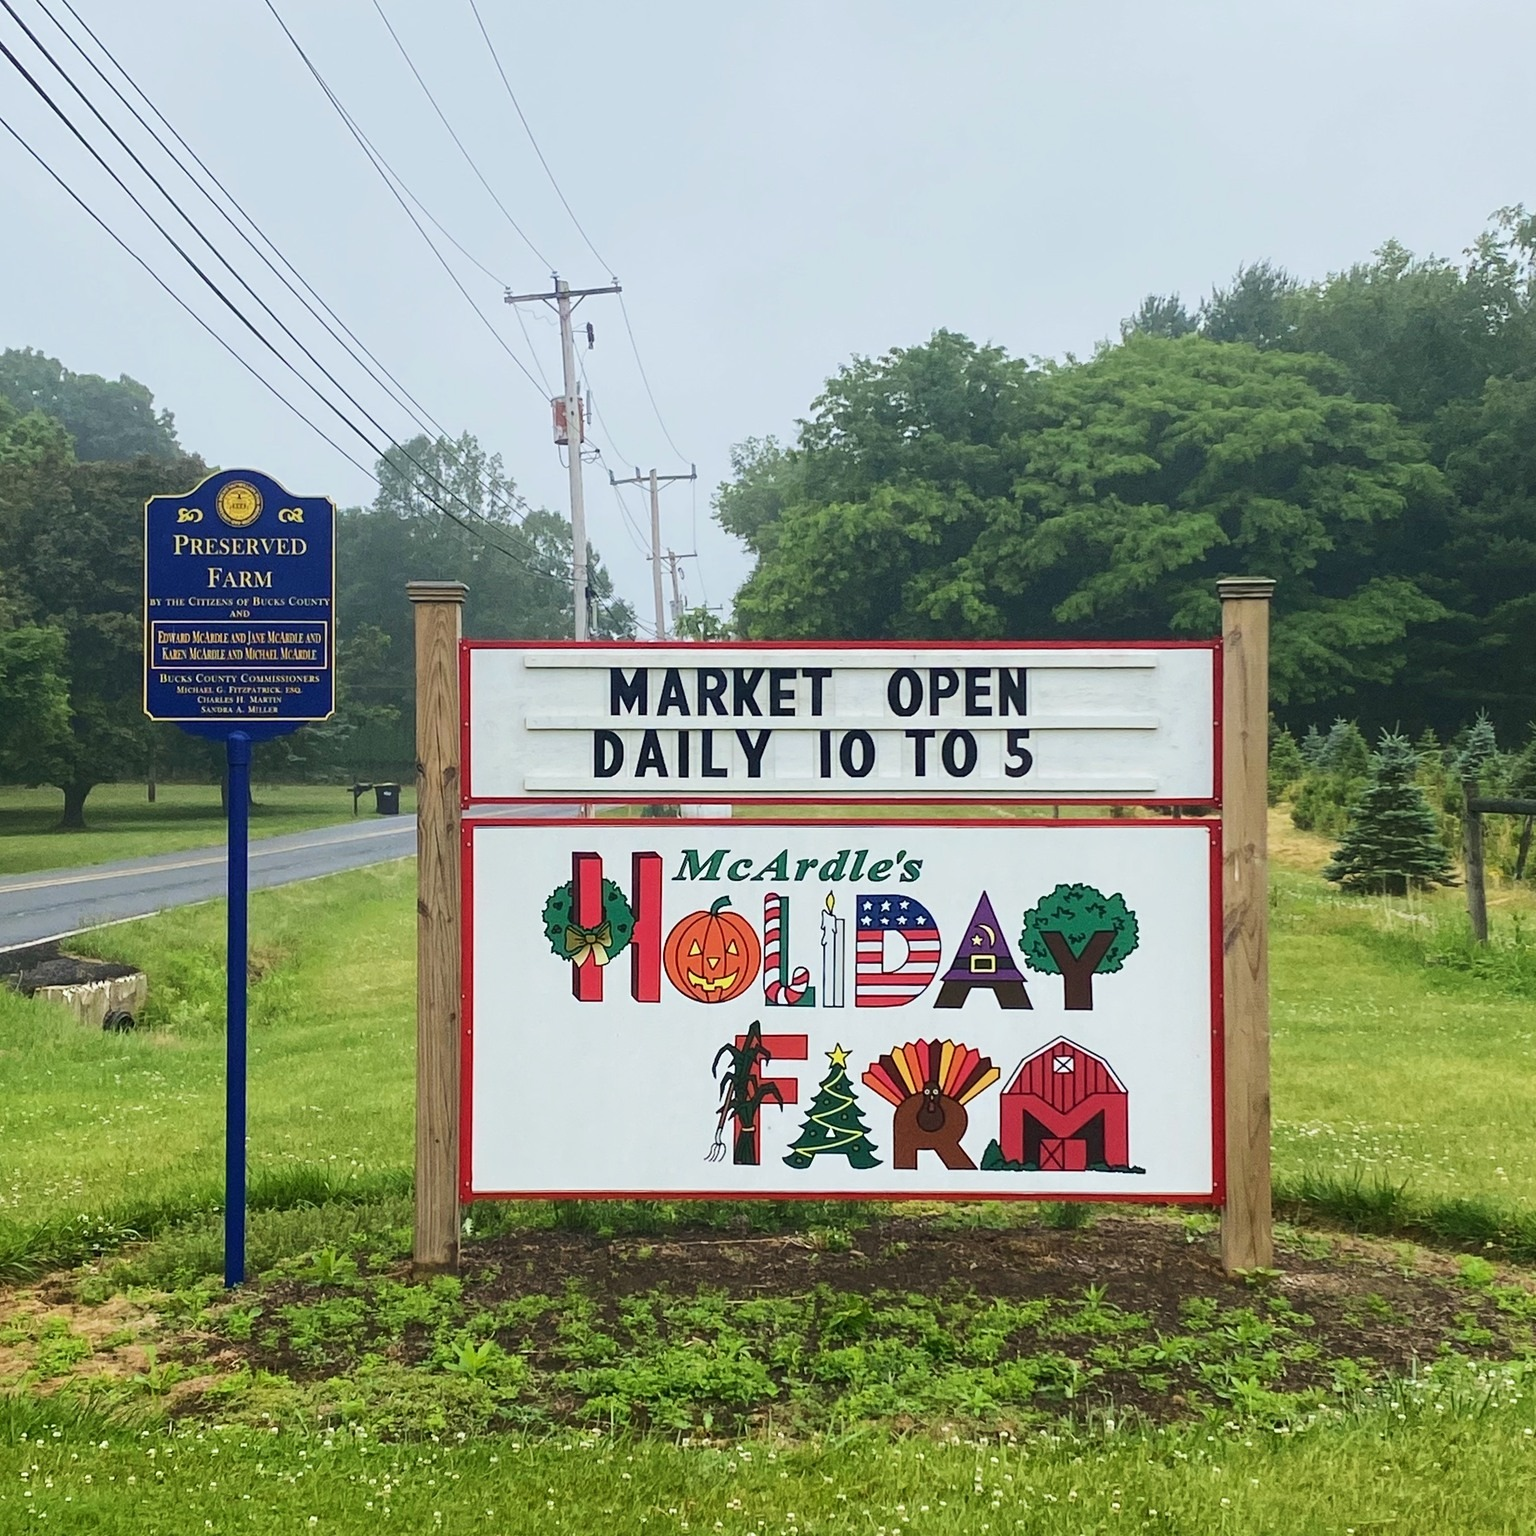 PRESERVED
FARM
BY THE CITIZENS OF BUCKS COUNTY
AND
EDWARD MCARDLE AND JANE MCARDLE AND
KAREN MCARDLE AND MICHAEL MCARDLE
BUCKS COUNTY COMMISSIONERS
MICHAEL G. FITZPATRICK, ESQ.
CHARLES H. MARTIN
SANDRA A. MILLER
MARKET OPEN
DAILY 10 TO 5
McArdle's
HOLIDAY
FARM